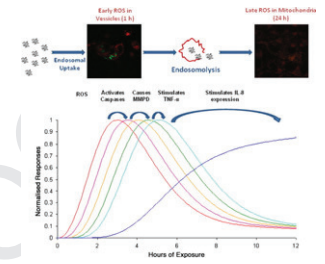 Early ROS in
Vesicles (1 h)
Late ROS in Mitochondria
(24 h)
Endosomal
Uptake
Endosomolysis
ROS
Activates
Caspases
Causes
MMPD
Stimulates
TNF-α
Stimulates IL-8
expression
Normalised Responses
1
0.9
0.8
0.7
0.6
0.5
0.4
0.3
0.2
0.1
0
0 2 4 6 8 10 12
Hours of Exposure